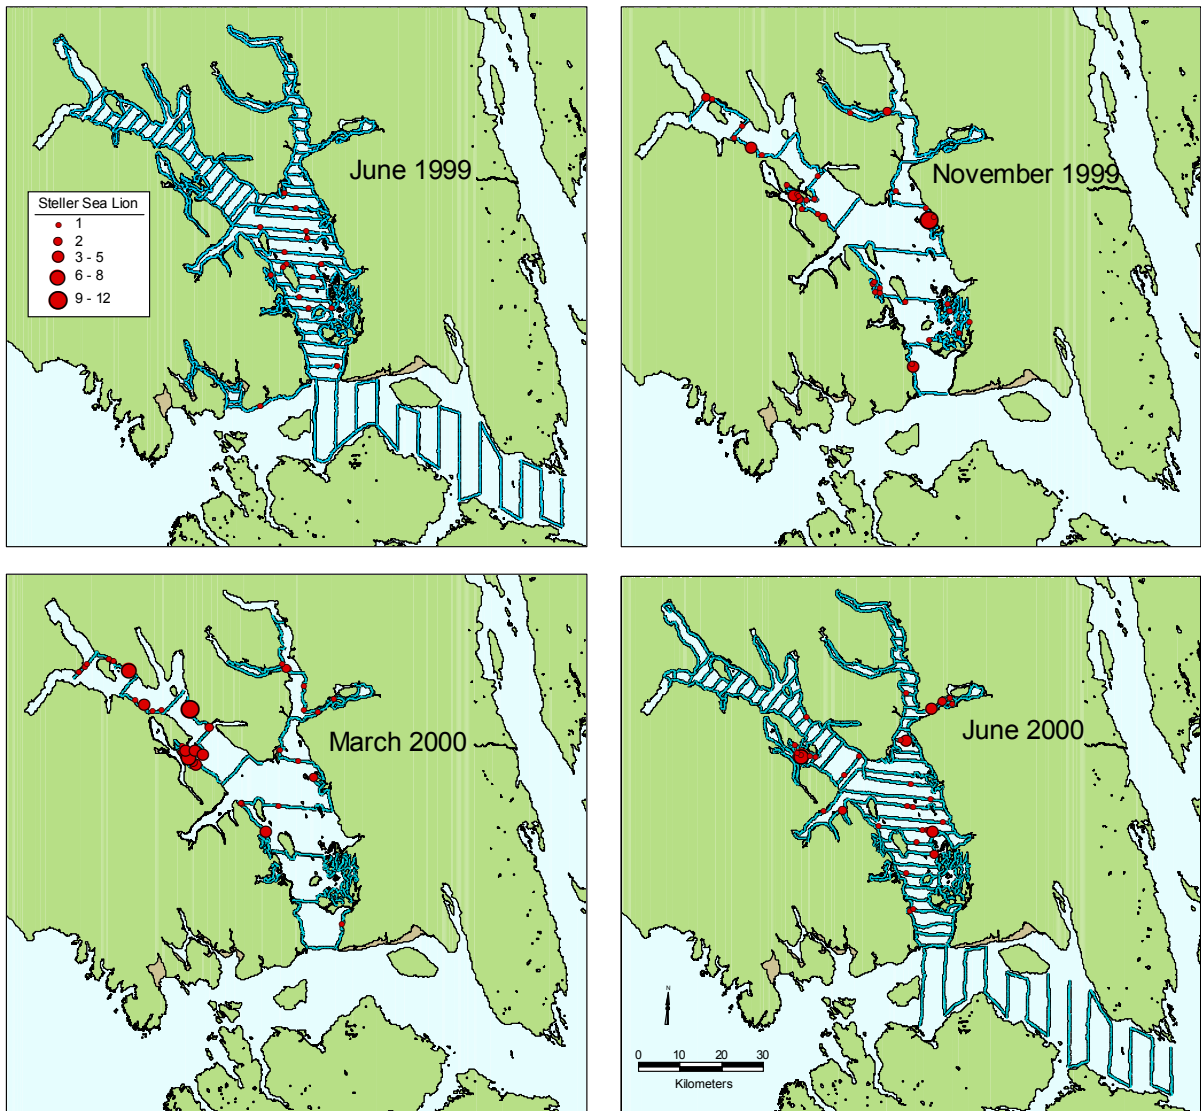 June 1999
Steller Sea Lion
1
2
3 - 5
6 - 8
9 - 12
November 1999
March 2000
June 2000
N
0 10 20 30
Kilometers